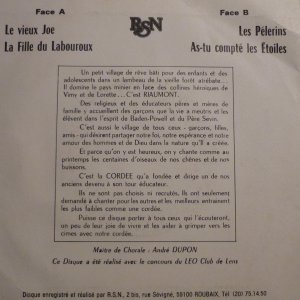 Face A
RSN
Face B
Le vieux Joe
La Fille du Labouroux
Les Pélerins
As-tu compté les Étoiles
Un petit village de rêve bâti pour des enfants et des
adolescents dans un lambeau de la vieille forêt atrébate...
Il domine le pays minier en face des collines héroïques de
Vimy et de Lorette... C'est RIAUMONT.
Des religieux et des éducateurs pères et mères de
famille y accueillent des garçons que la vie a meurtris et les
élèvent dans l'esprit de Baden-Powell et du Père Sevin.
C'est aussi le village de tous ceux - garçons, filles,
amis - qui désirent partager notre foi, notre espérance et notre
amour des hommes et de Dieu dans la nature qu'Il a créée.
Et parce qu'on y est heureux, on y chante comme au
printemps les centaines d'oiseaux de nos chênes et de nos
buissons.
C'est la CORDEE qui l'a fondée et dirige un de nos
anciens devenu à son tour éducateur.
Ils ne sont pas choisis ni recrutés, Ils ont seulement
demandé à chanter pour les autres et les meilleurs entrainent
les plus faibles comme une cordée.
Puisse ce disque porter à tous ceux qui l'écouteront,
un peu de leur joie de vivre et les aider à grimper vers les
cimes avec notre cordée.
Maitre de Chorale : André DUPON
Ce Disque a été réalisé avec le concours du LEO Club de Lens
Disque enregistré et réalisé par R.S.N., 2 bis, rue Sévigné, 59100 ROUBAIX, Tél. (20) 75.14.50